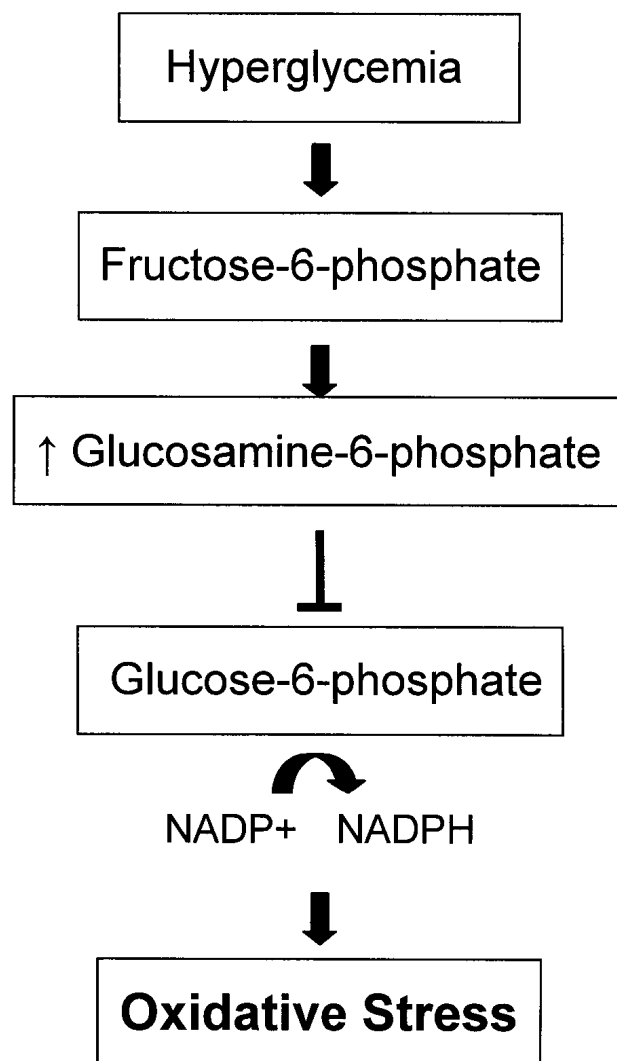 Hyperglycemia
Fructose-6-phosphate
↑ Glucosamine-6-phosphate
Glucose-6-phosphate
NADP+ NADPH
Oxidative Stress